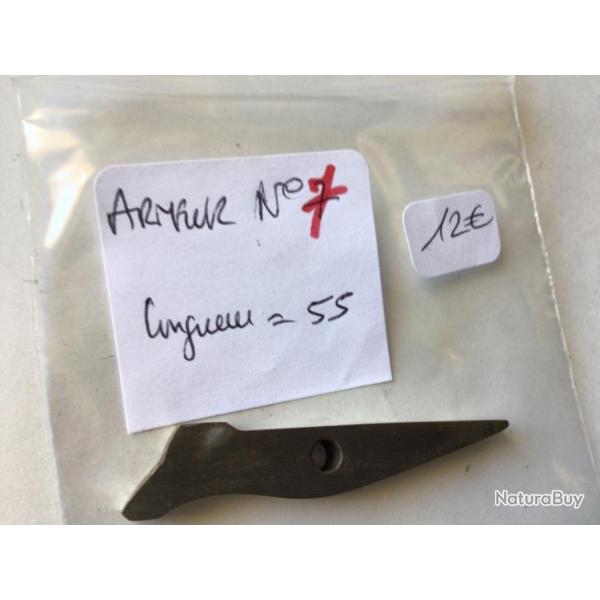 ARMEUR N° 7
12€
longueur = 55
NaturaBuy